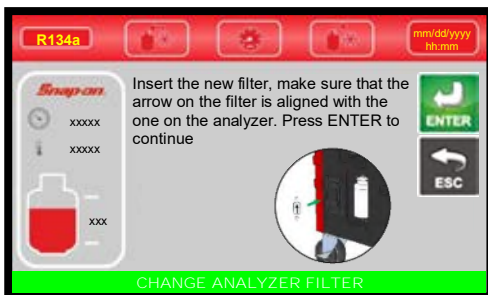 R134a
mm/dd/yyyy
hh:mm
Snap-on
xxxxx
xxxxx
xxx
Insert the new filter, make sure that the
arrow on the filter is aligned with the
one on the analyzer. Press ENTER to
continue
ENTER
ESC
CHANGE ANALYZER FILTER